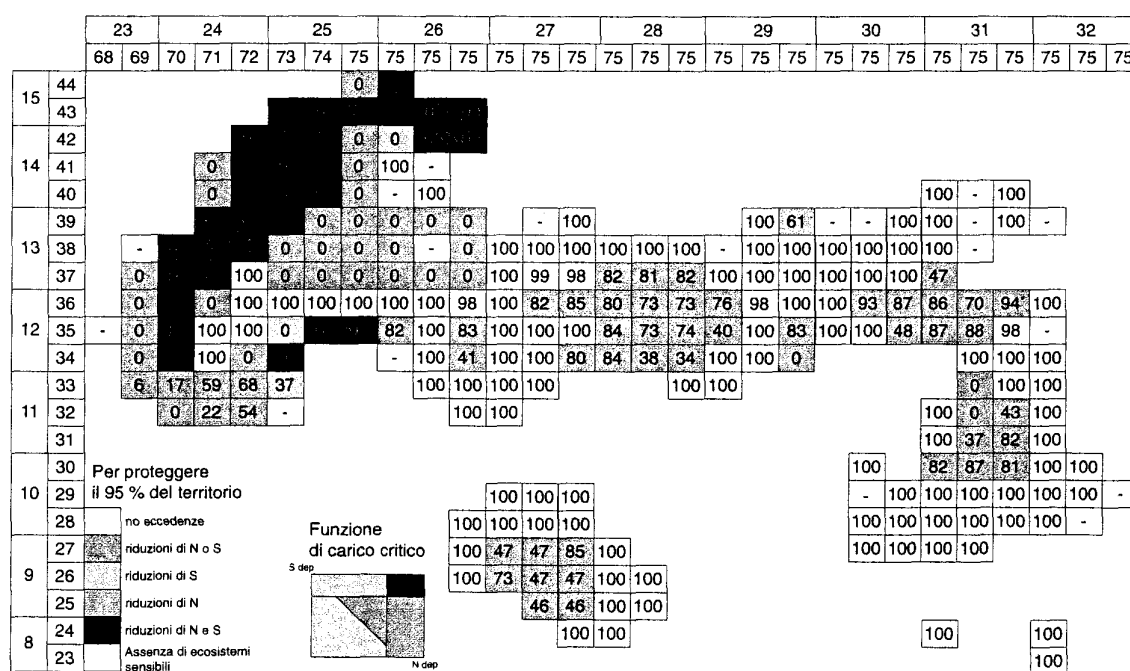 23 24 25 26 27 28 29 30 31 32
68 69 70 71 72 73 74 75 75 75 75 75 75 75 75 75 75 75 75 75 75 75 75 75 75 75 75 75 75
15 44 0
43
42 0 0
14 41 0 0 100 -
40 0 0 - 100 100 - 100
39 0 0 0 0 0 - 100 100 61 - - 100 100 - 100 -
13 38 - 0 0 0 0 - 0 100 100 100 100 100 100 - 100 100 100 100 100 100 -
37 0 100 0 0 0 0 0 0 100 99 98 82 81 82 100 100 100 100 100 100 47
36 0 0 100 100 100 100 100 100 98 100 82 85 80 73 73 76 98 100 100 93 87 86 70 94 100
12 35 - 0 100 100 0 82 100 83 100 100 100 84 73 74 40 100 83 100 100 48 87 88 98 -
34 0 100 0 - 100 41 100 100 80 84 38 34 100 100 0 100 100 100
33 6 17 59 68 37 100 100 100 100 100 100 0 100 100
11 32 0 22 54 - 100 100 100 0 43 100
31 100 37 82 100
30 100 82 87 81 100 100
10 29 100 100 100 - 100 100 100 100 100 100 -
28 100 100 100 100 100 100 100 100 100 100 -
27 100 47 47 85 100 100 100 100 100
9 26 100 73 47 47 100 100
25 46 46 100 100
8 24 100 100 100 100
23 100
Per proteggere
il 95 % del territorio
no eccedenze
riduzioni di N o S
riduzioni di S
riduzioni di N
riduzioni di N e S
Assenza di ecosistemi
sensibili
Funzione
di carico critico
S dep
N dep